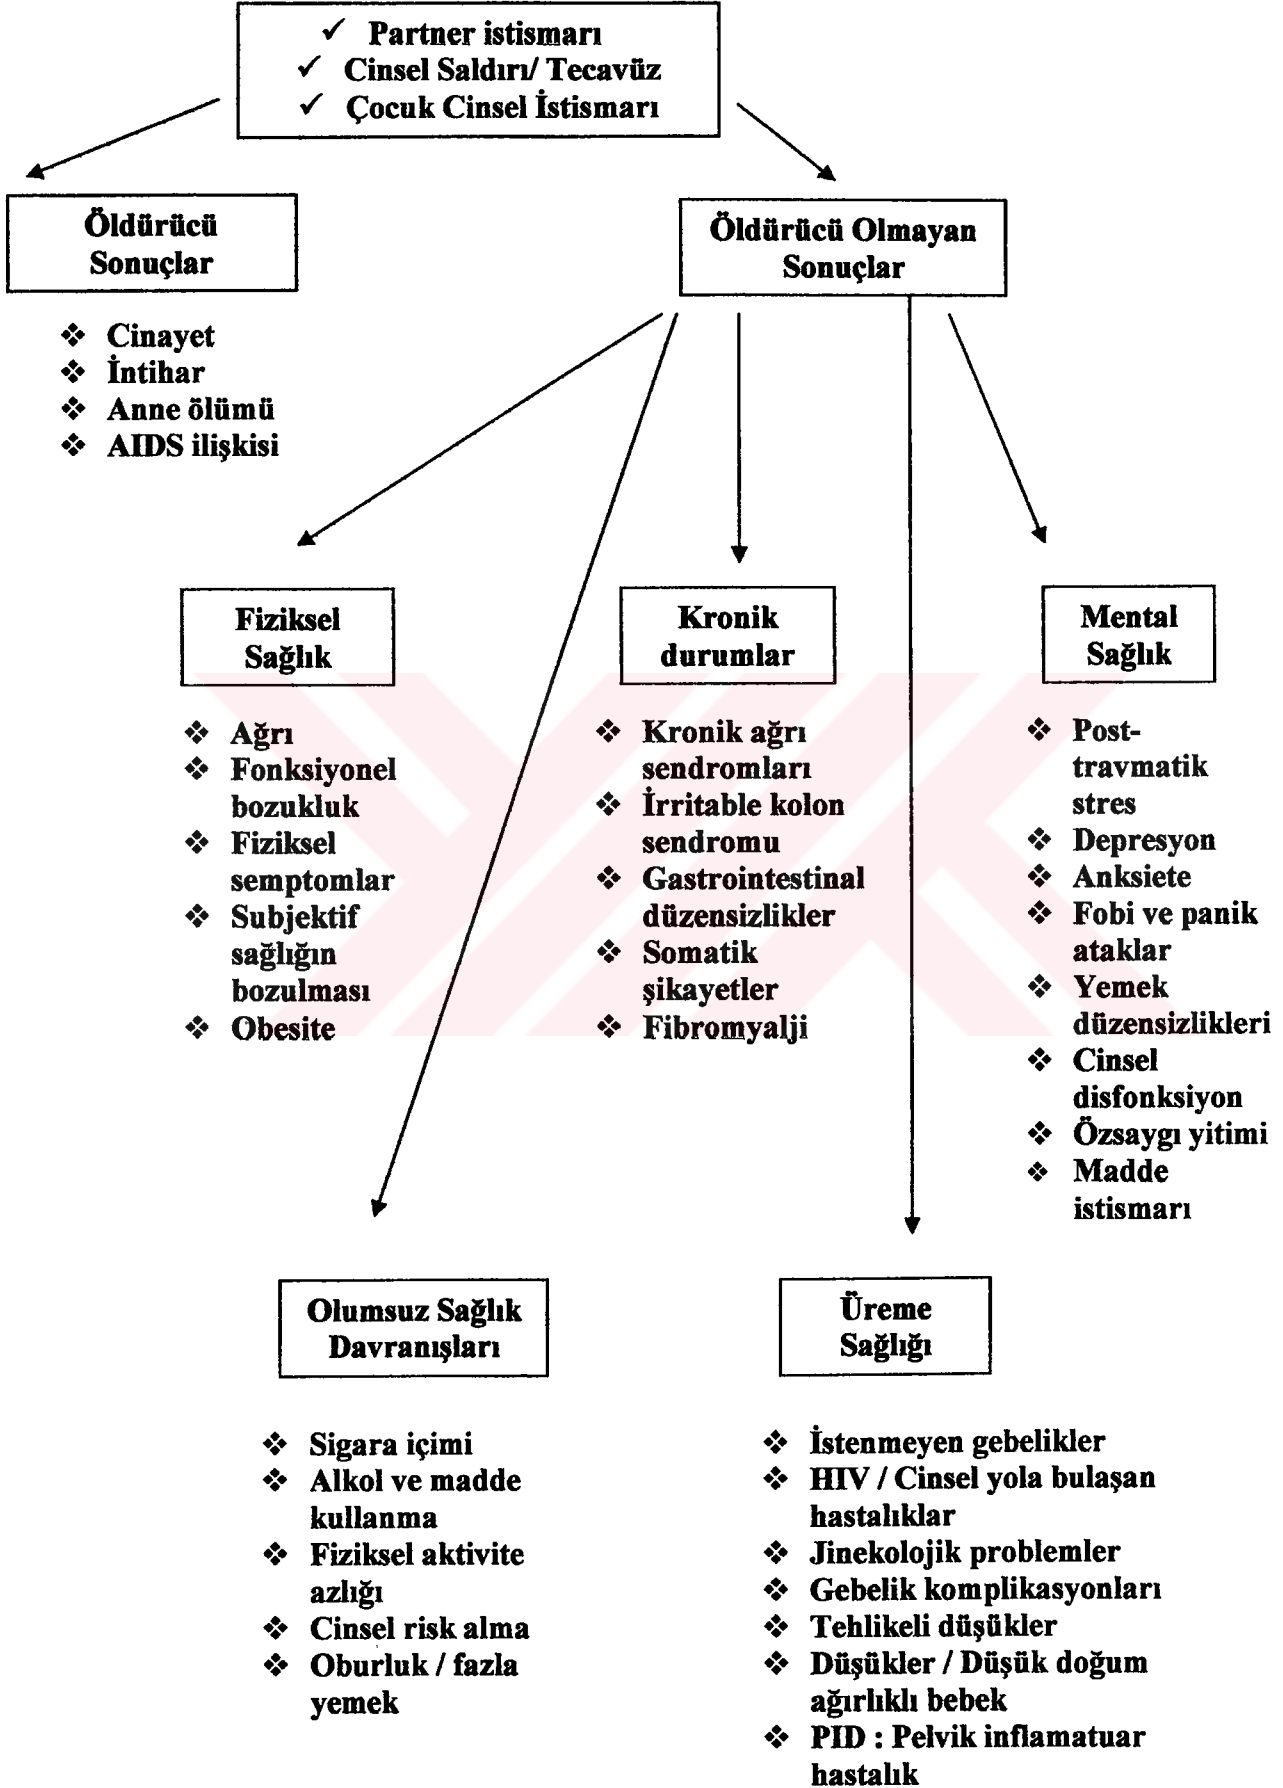 ✓ Partner istismarı
✓ Cinsel Saldırı/ Tecavüz
✓ Çocuk Cinsel İstismarı
Öldürücü
Sonuçlar
❖ Cinayet
❖ İntihar
❖ Anne ölümü
❖ AIDS ilişkisi
Öldürücü Olmayan
Sonuçlar
Fiziksel
Sağlık
❖ Ağrı
❖ Fonksiyonel
bozukluk
❖ Fiziksel
semptomlar
❖ Subjektif
sağlığın
bozulması
❖ Obesite
Kronik
durumlar
❖ Kronik ağrı
sendromları
❖ İrritable kolon
sendromu
❖ Gastrointestinal
düzensizlikler
❖ Somatik
şikayetler
❖ Fibromyalji
Mental
Sağlık
❖ Post-
travmatik
stres
❖ Depresyon
❖ Anksiete
❖ Fobi ve panik
ataklar
❖ Yemek
düzensizlikleri
❖ Cinsel
disfonksiyon
❖ Özsaygı yitimi
❖ Madde
istismarı
Olumsuz Sağlık
Davranışları
❖ Sigara içimi
❖ Alkol ve madde
kullanma
❖ Fiziksel aktivite
azlığı
❖ Cinsel risk alma
❖ Oburluk / fazla
yemek
Üreme
Sağlığı
❖ İstenmeyen gebelikler
❖ HIV / Cinsel yola bulaşan
hastalıklar
❖ Jinekolojik problemler
❖ Gebelik komplikasyonları
❖ Tehlikeli düşükler
❖ Düşükler / Düşük doğum
ağırlıklı bebek
❖ PID : Pelvik inflamatuar
hastalık